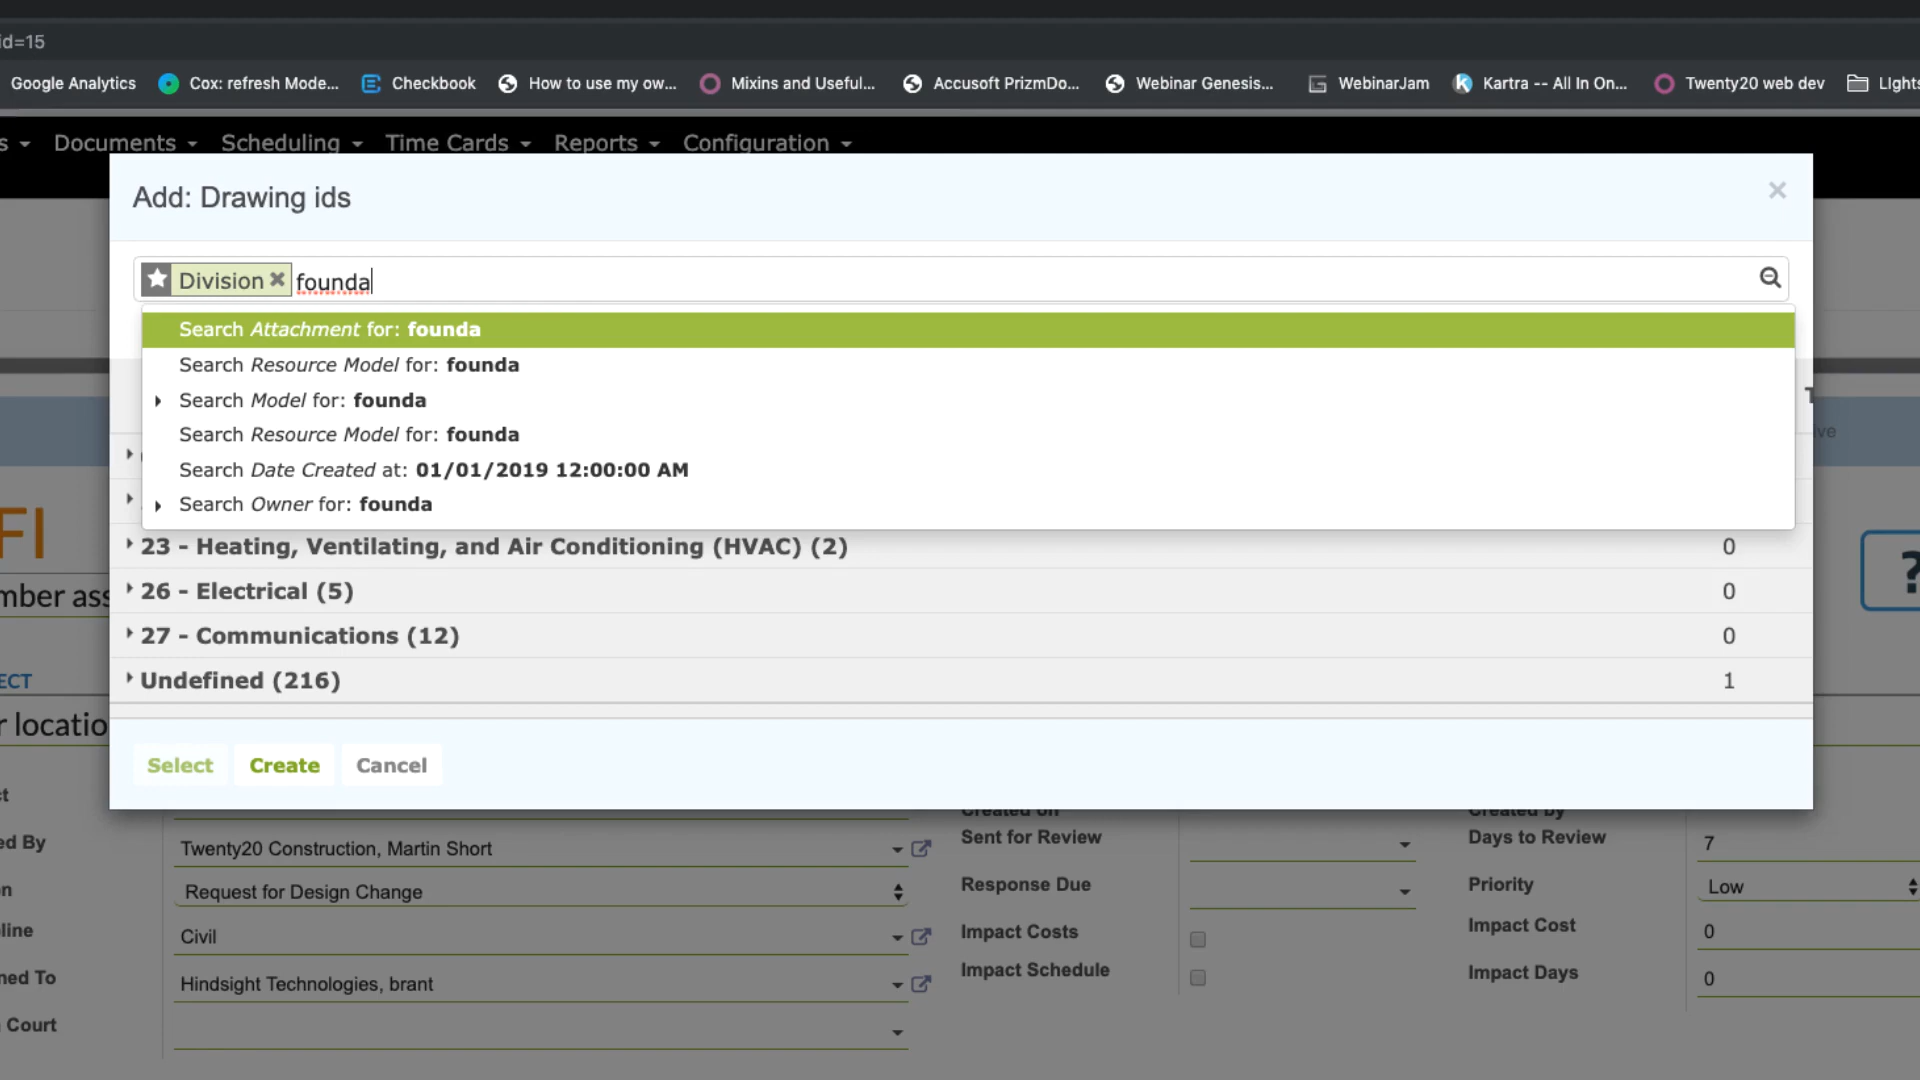 id=15
Google Analytics Cox: refresh Mode... Checkbook How to use my ow... Mixins and Useful... Accusoft PrizmDo... Webinar Genesis... WebinarJam Kartra -- All In On... Twenty20 web dev Lights
s Documents Scheduling Time Cards Reports Configuration
Add: Drawing ids ×
Division founda
Search Attachment for: founda
Search Resource Model for: founda
Search Model for: founda
Search Resource Model for: founda
Search Date Created at: 01/01/2019 12:00:00 AM
Search Owner for: founda
23 - Heating, Ventilating, and Air Conditioning (HVAC) (2) 0
26 - Electrical (5) 0
27 - Communications (12) 0
Undefined (216) 1
Select Create Cancel
FI
mber ass
ECT
r locatio
?
ive
ct
Created on Created by
ed By Twenty20 Construction, Martin Short Sent for Review Days to Review 7
n Request for Design Change Response Due Priority Low
line Civil Impact Costs Impact Cost 0
ned To Hindsight Technologies, brant Impact Schedule Impact Days 0
Court